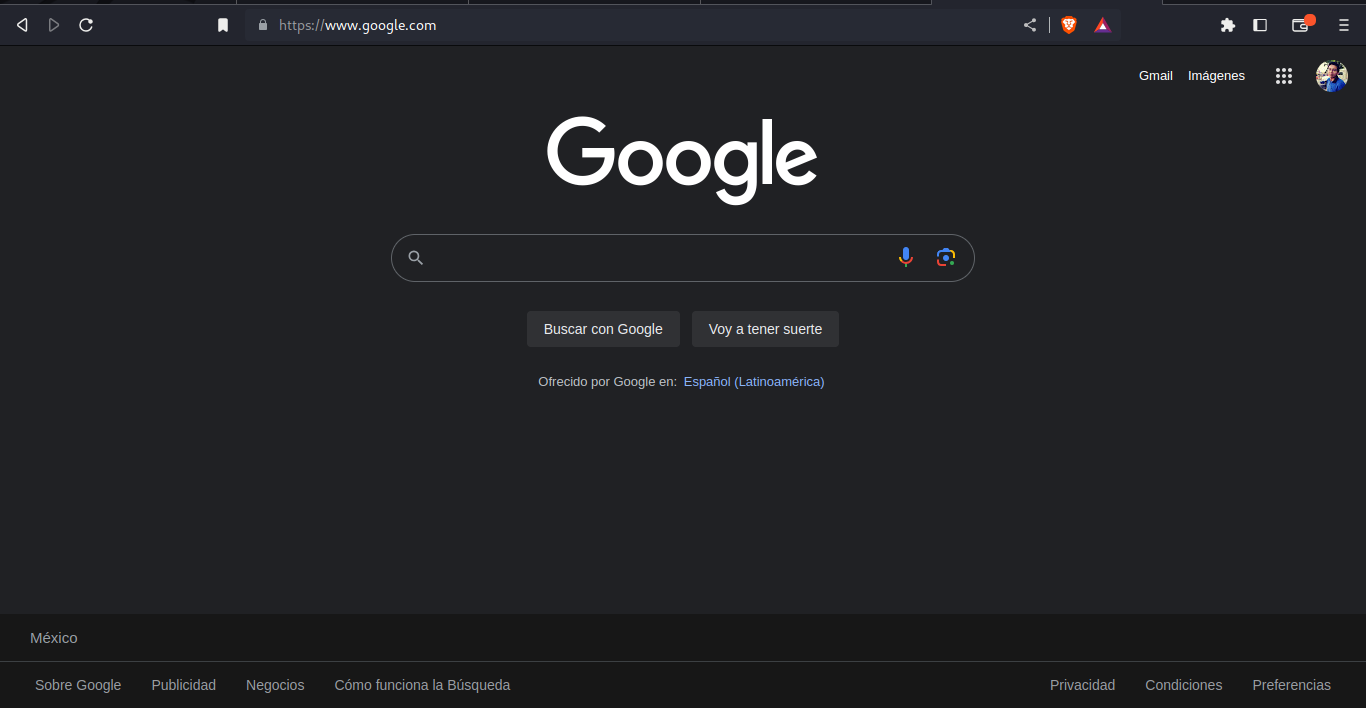 https://www.google.com
Gmail Imágenes
Google
Buscar con Google Voy a tener suerte
Ofrecido por Google en: Español (Latinoamérica)
México
Sobre Google Publicidad Negocios Cómo funciona la Búsqueda Privacidad Condiciones Preferencias